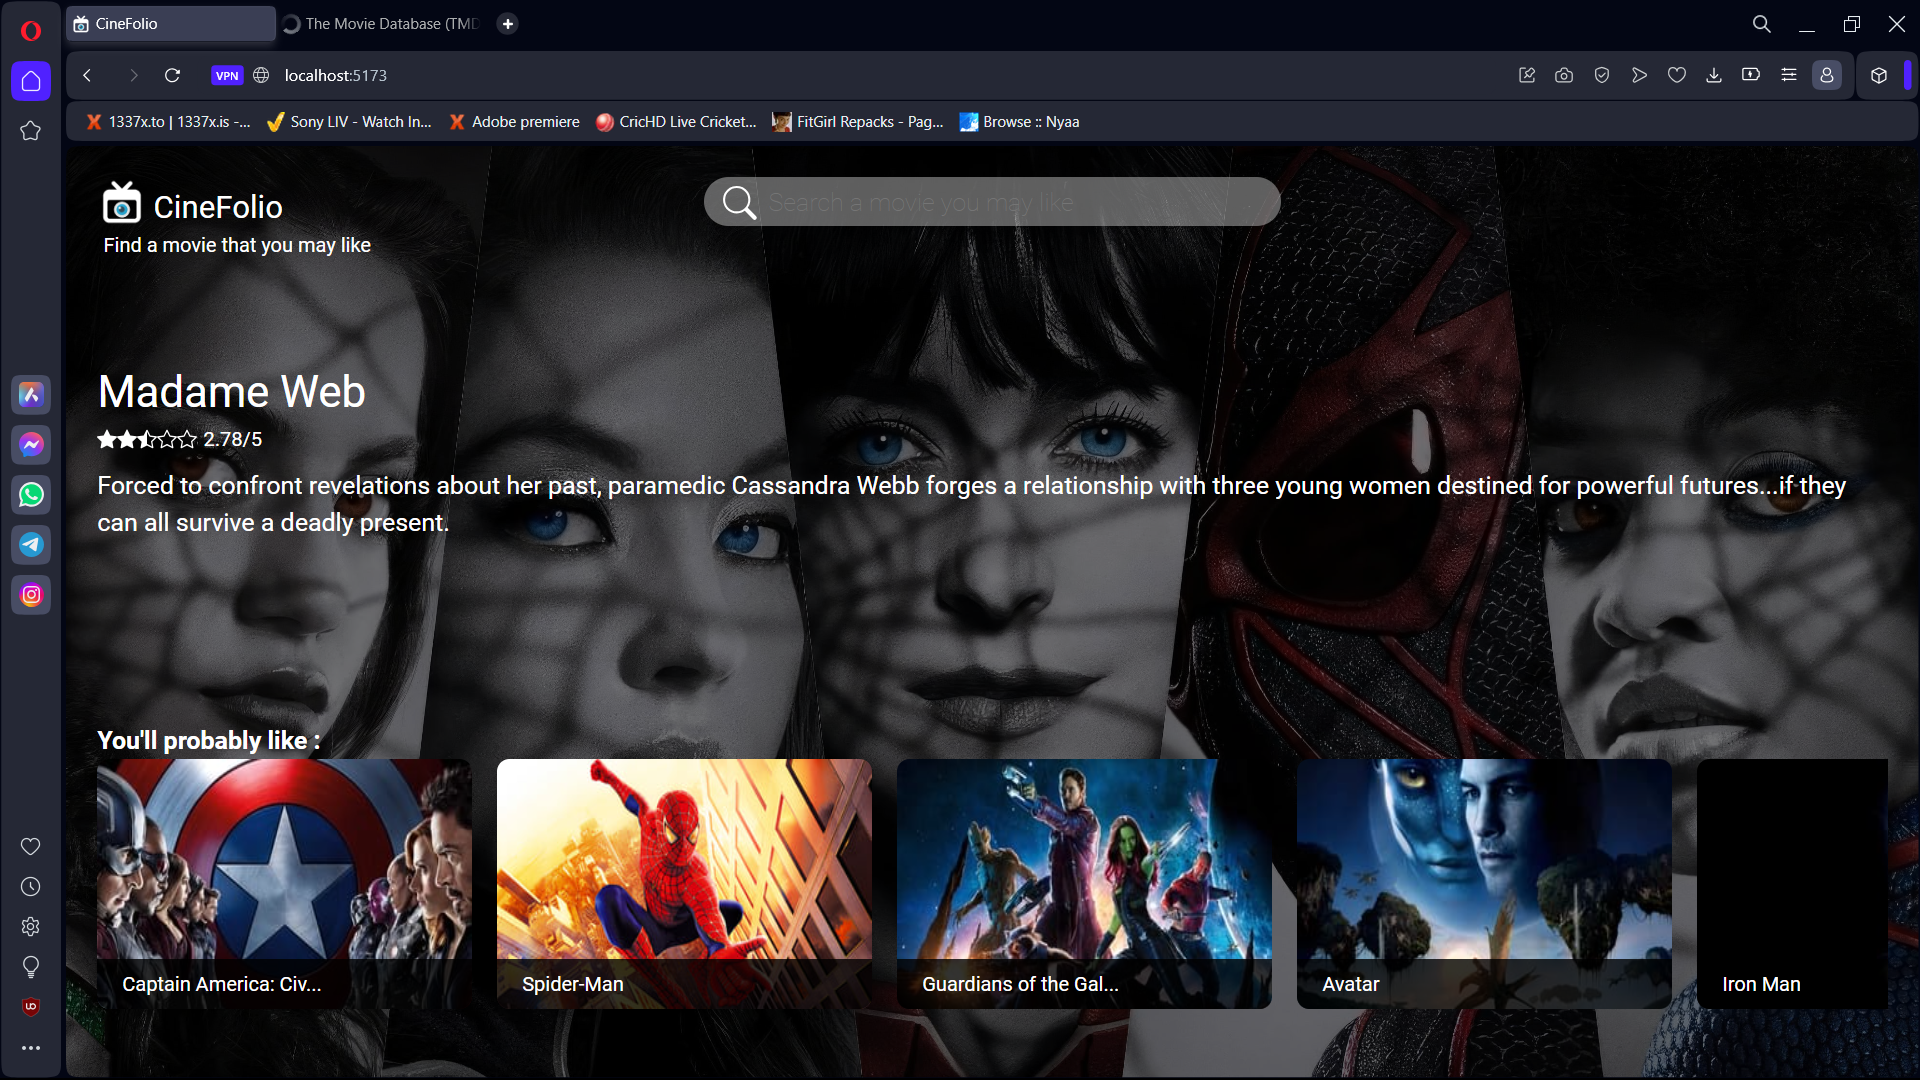 CineFolio
The Movie Database (TMD
VPN
localhost:5173
1337x.to | 1337x.is -...
Sony LIV - Watch In...
Adobe premiere
CricHD Live Cricket...
FitGirl Repacks - Pag...
Browse :: Nyaa
CineFolio
Search a movie you may like
Find a movie that you may like
Madame Web
2.78/5
Forced to confront revelations about her past, paramedic Cassandra Webb forges a relationship with three young women destined for powerful futures...if they
can all survive a deadly present.
You'll probably like :
Captain America: Civ...
Spider-Man
Guardians of the Gal...
Avatar
Iron Man